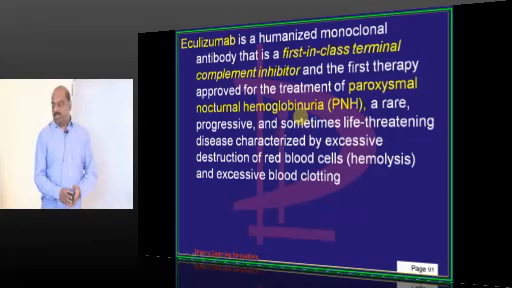 Eculizumab is a humanized monoclonal
antibody that is a first-in-class terminal
complement inhibitor and the first therapy
approved for the treatment of paroxysmal
nocturnal hemoglobinuria (PNH), a rare,
progressive, and sometimes life-threatening
disease characterized by excessive
destruction of red blood cells (hemolysis)
and excessive blood clotting
Page 91